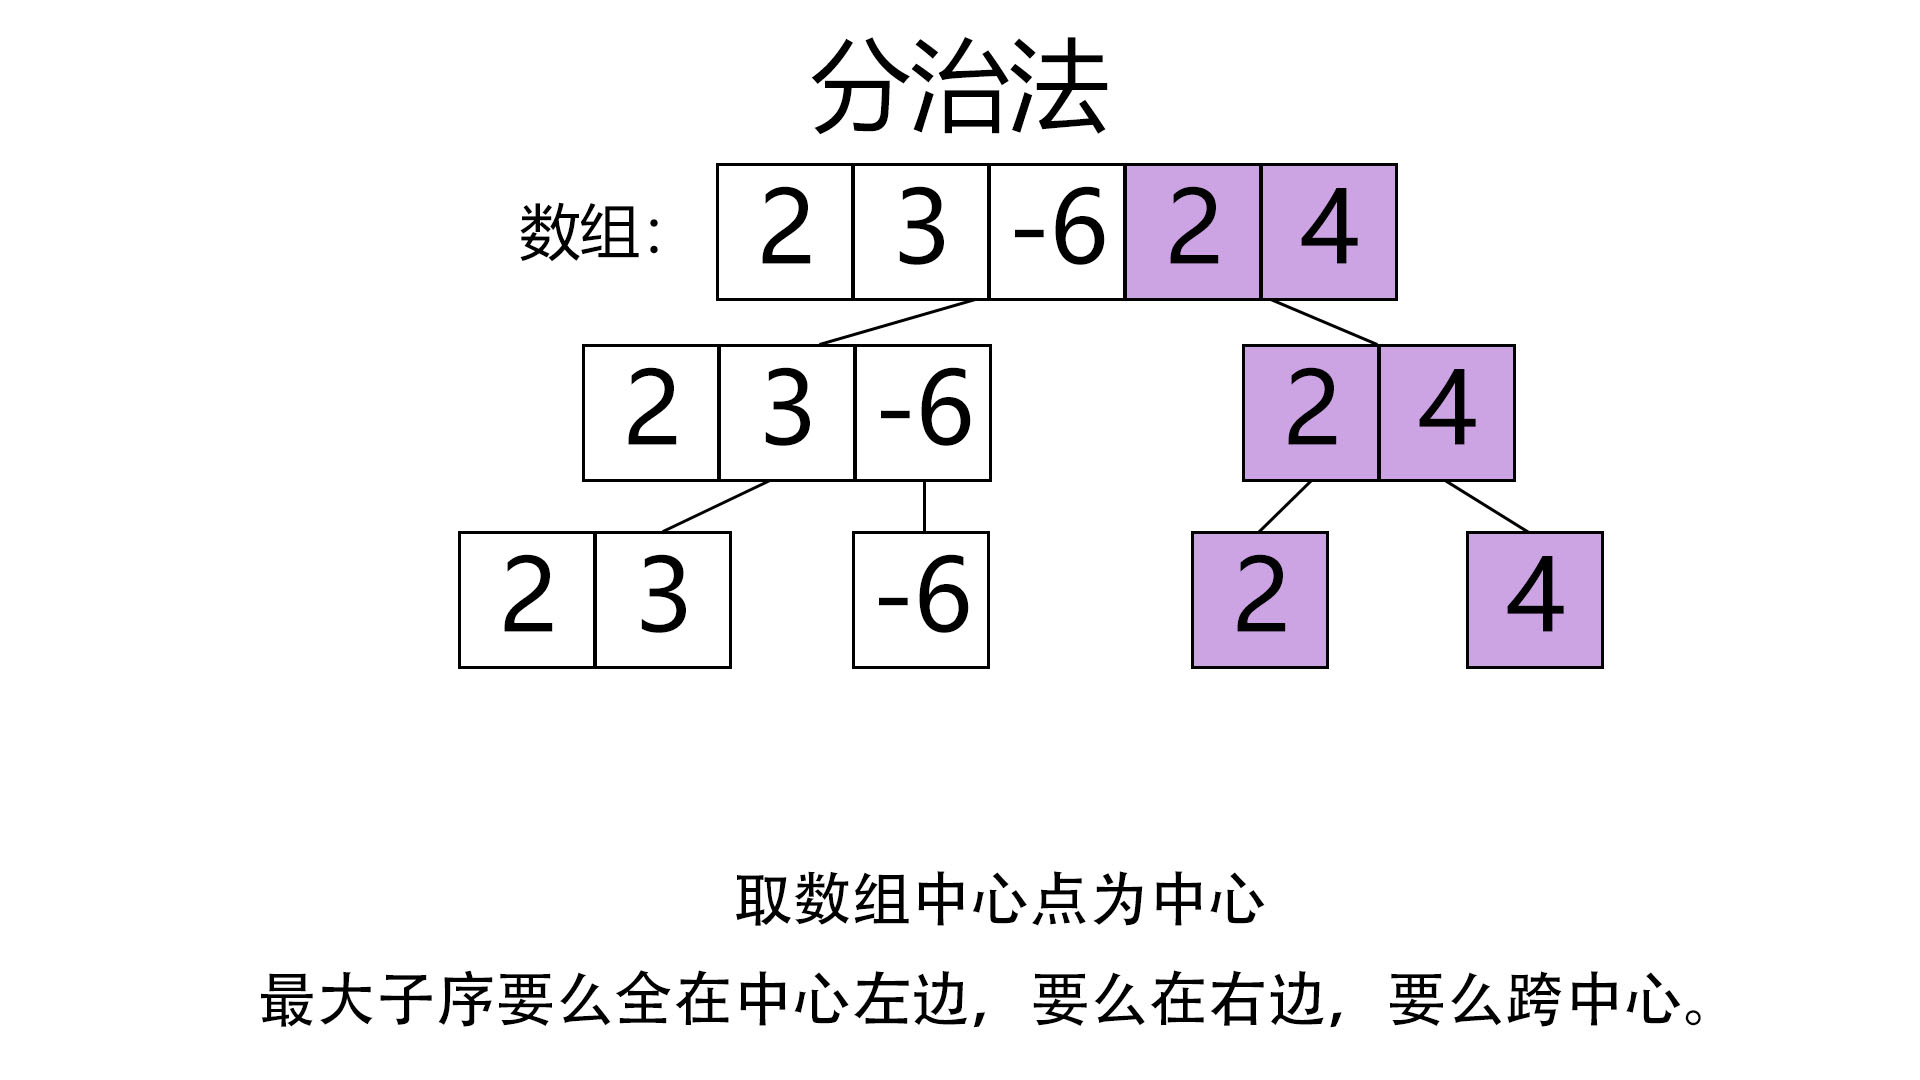 分治法
数组： 2 3 -6 2 4
2 3 -6 2 4
2 3 -6 2 4
取数组中心点为中心
最大子序要么全在中心左边，要么在右边，要么跨中心。